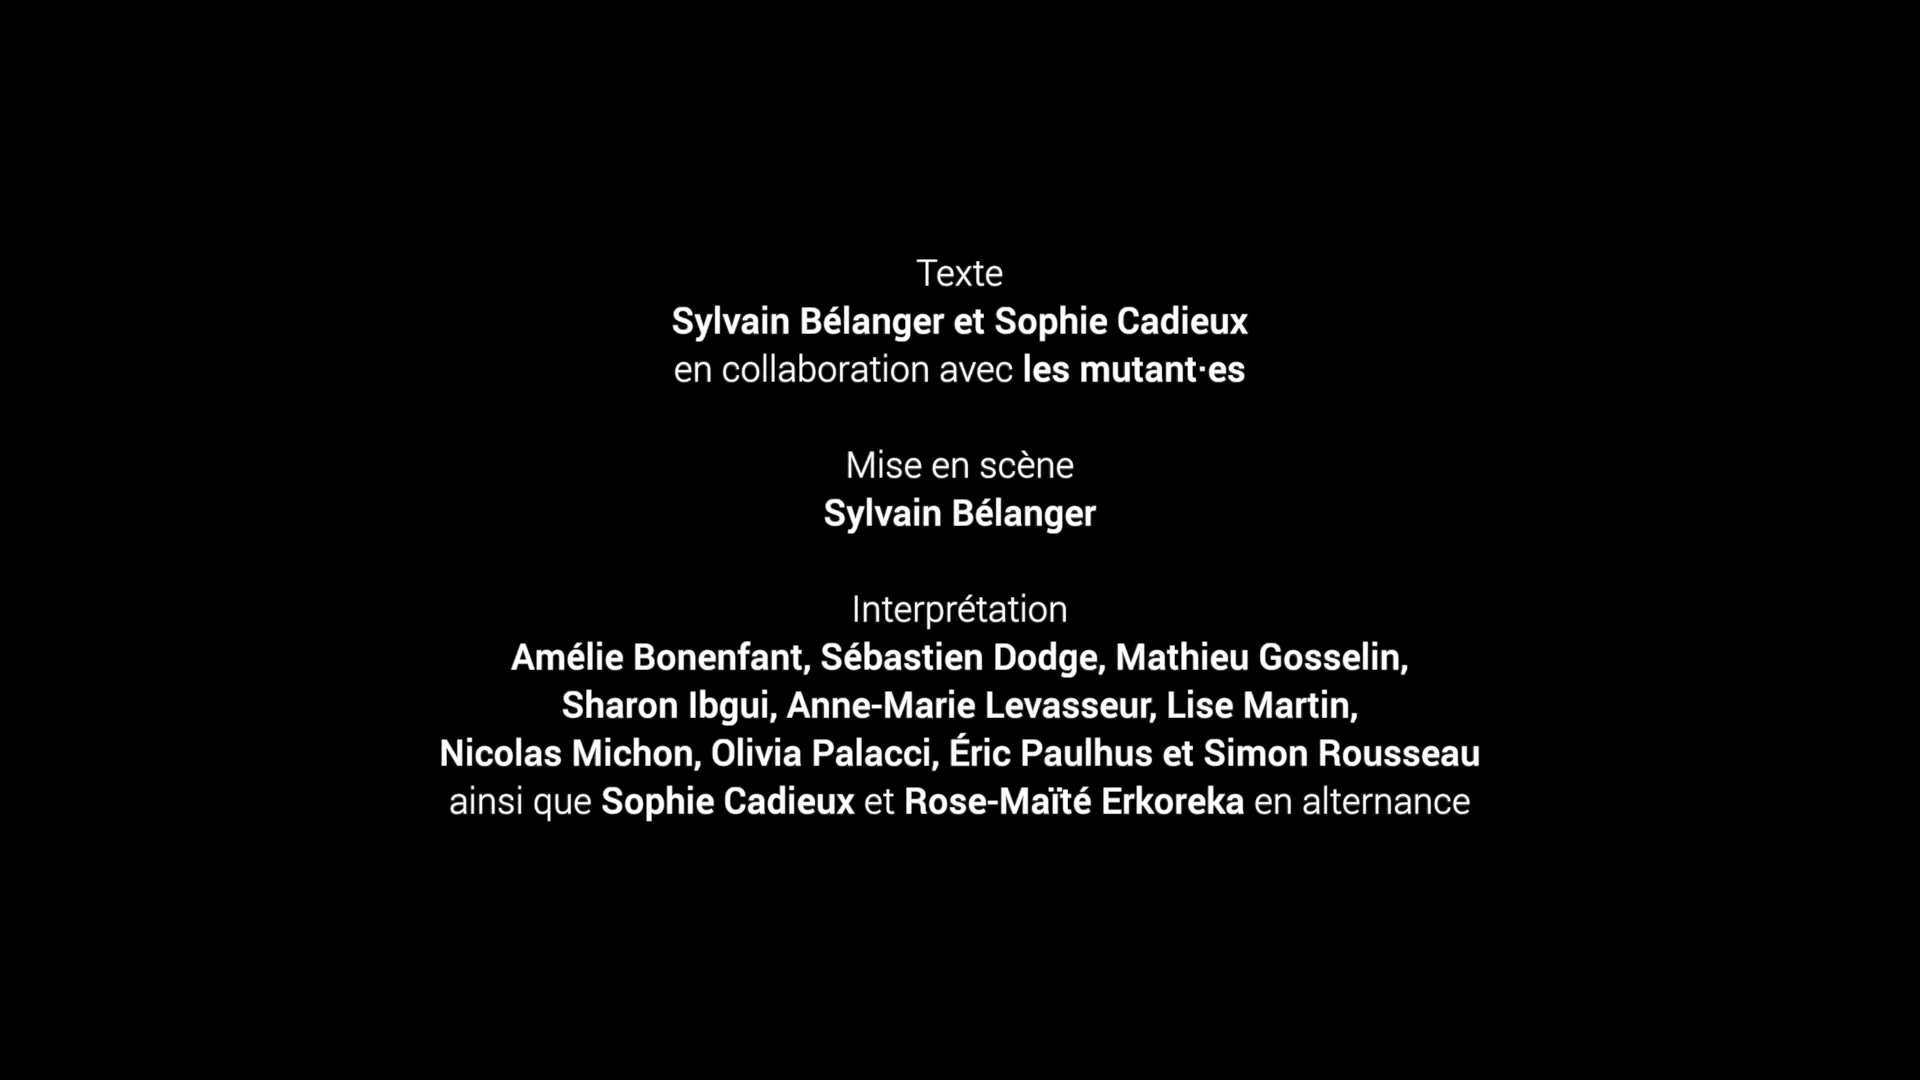 Texte
Sylvain Bélanger et Sophie Cadieux
en collaboration avec les mutant·es
Mise en scène
Sylvain Bélanger
Interprétation
Amélie Bonenfant, Sébastien Dodge, Mathieu Gosselin,
Sharon Ibgui, Anne-Marie Levasseur, Lise Martin,
Nicolas Michon, Olivia Palacci, Éric Paulhus et Simon Rousseau
ainsi que Sophie Cadieux et Rose-Maïté Erkoreka en alternance